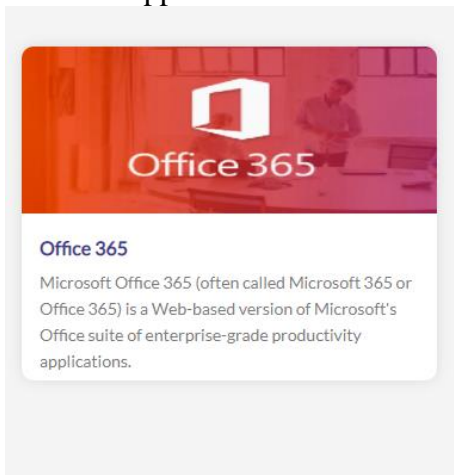 Office 365
Office 365
Microsoft Office 365 (often called Microsoft 365 or
Office 365) is a Web-based version of Microsoft's
Office suite of enterprise-grade productivity
applications.